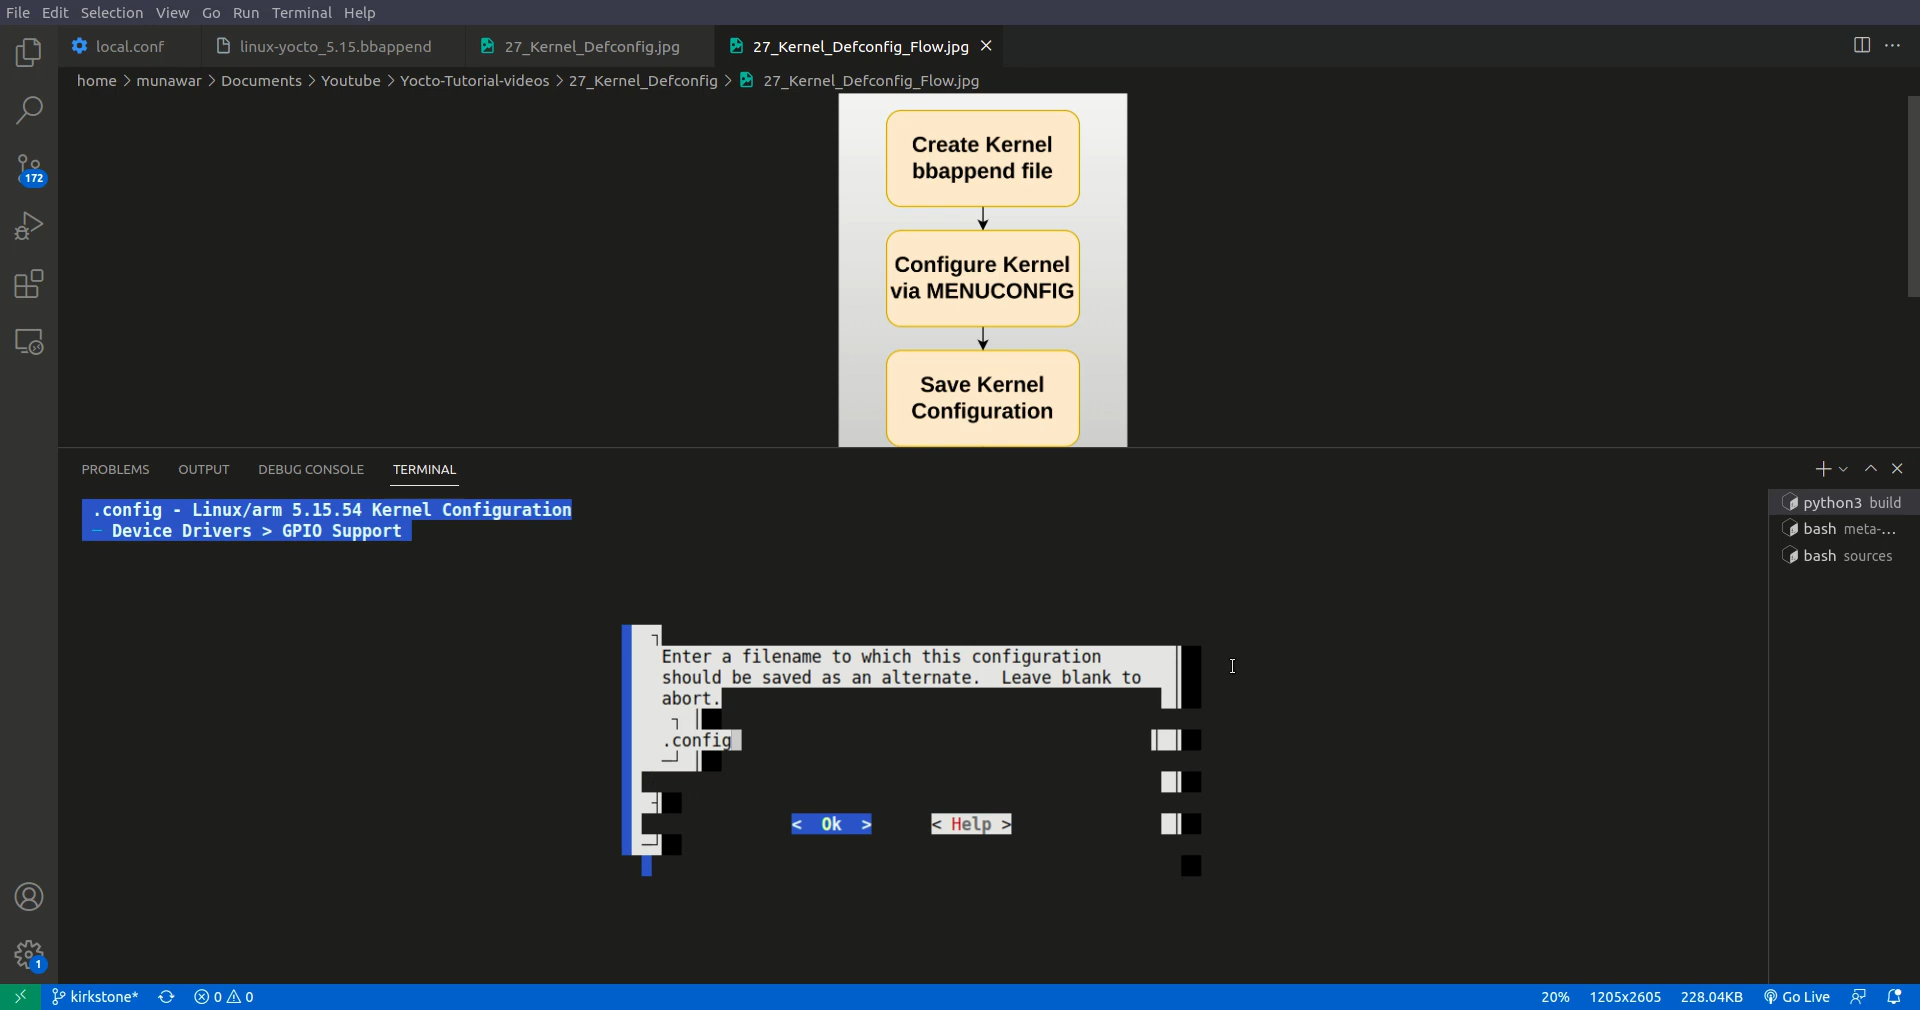 File Edit Selection View Go Run Terminal Help
local.conf linux-yocto_5.15.bbappend 27_Kernel_Defconfig.jpg 27_Kernel_Defconfig_Flow.jpg
home > munawar > Documents > Youtube > Yocto-Tutorial-videos > 27_Kernel_Defconfig > 27_Kernel_Defconfig_Flow.jpg
172
Create Kernel
bbappend file
Configure Kernel
via MENUCONFIG
Save Kernel
Configuration
PROBLEMS OUTPUT DEBUG CONSOLE TERMINAL
.config - Linux/arm 5.15.54 Kernel Configuration
Device Drivers > GPIO Support
python3 build
bash meta-...
bash sources
Enter a filename to which this configuration
should be saved as an alternate. Leave blank to
abort.
.config
< Ok > < Help >
1
kirkstone* 0 0 20% 1205x2605 228.04KB Go Live